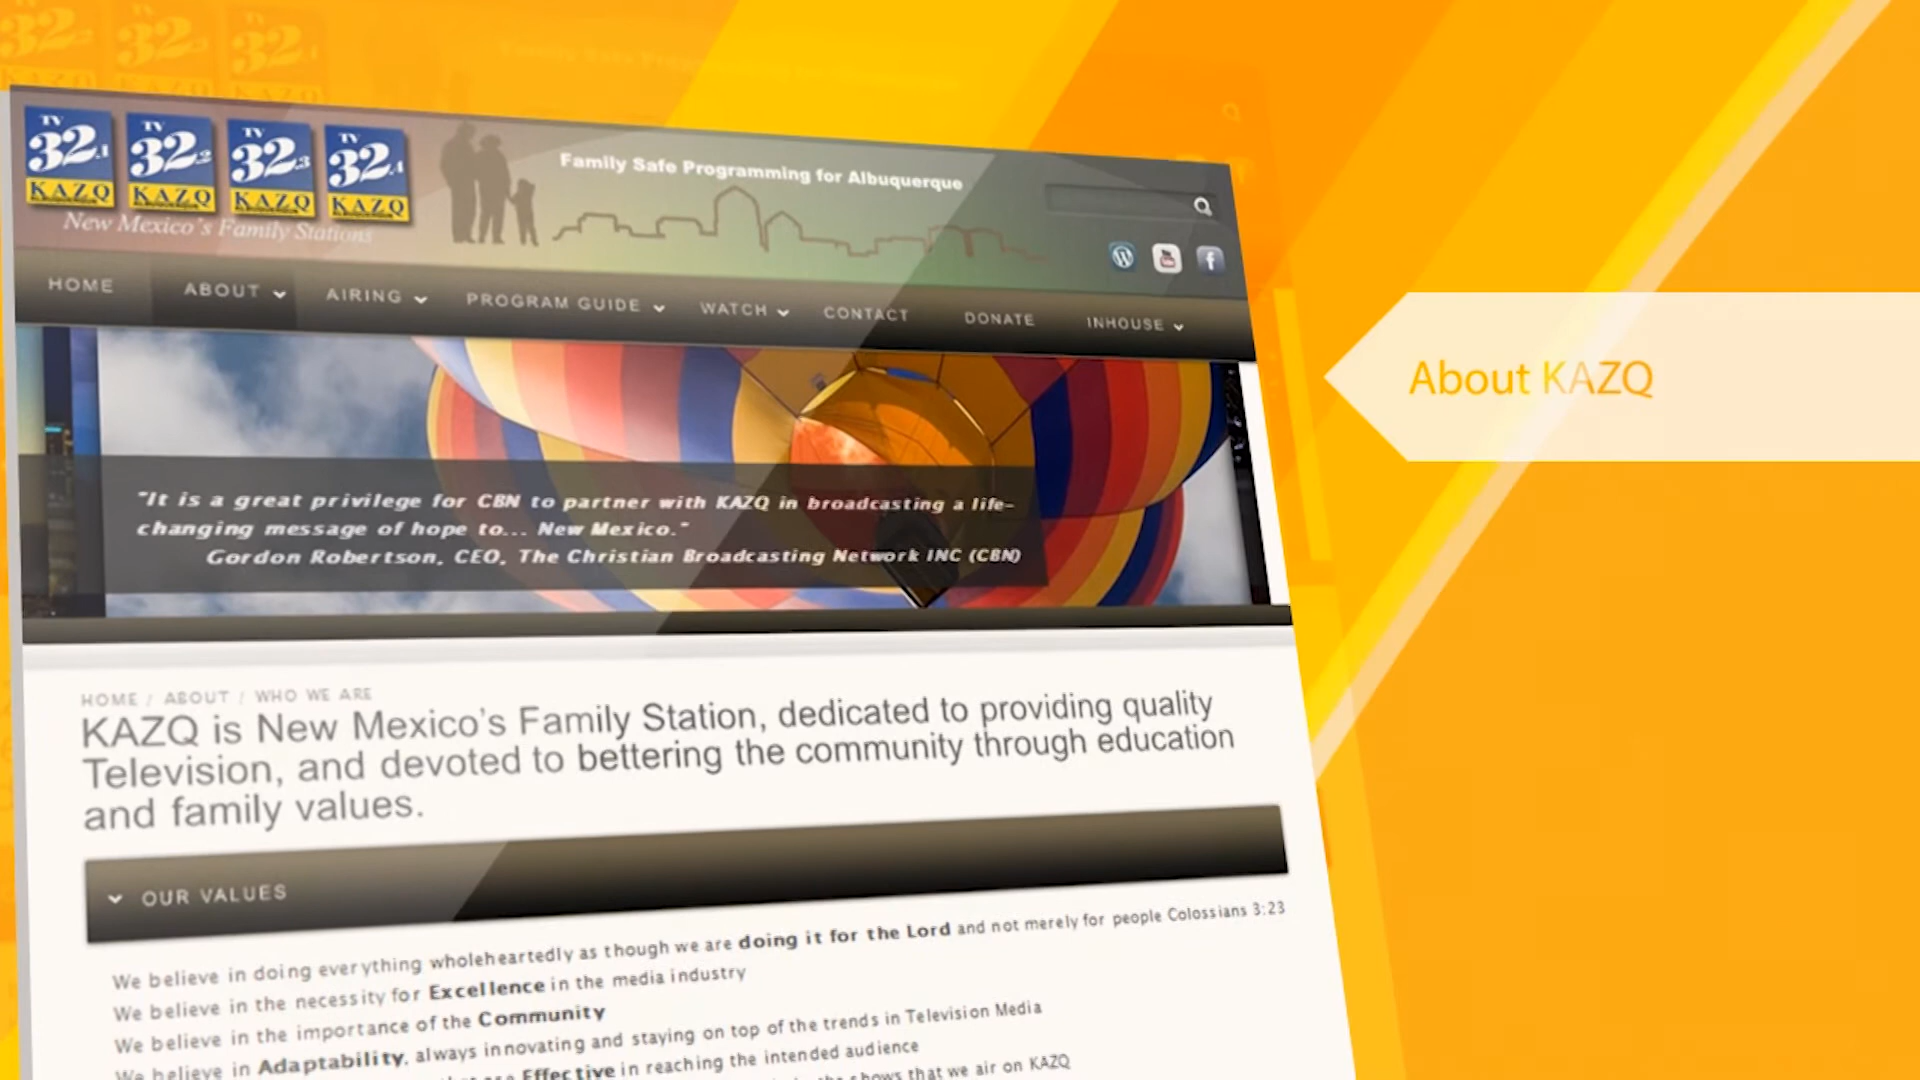 TV TV TV TV
32.1 32.2 32.3 32.4
KAZQ KAZQ KAZQ KAZQ
New Mexico's Family Stations
Family Safe Programming for Albuquerque
HOME ABOUT AIRING PROGRAM GUIDE WATCH CONTACT DONATE INHOUSE
About KAZQ
"It is a great privilege for CBN to partner with KAZQ in broadcasting a life-
changing message of hope to... New Mexico."
Gordon Robertson, CEO, The Christian Broadcasting Network INC (CBN)
HOME / ABOUT / WHO WE ARE
KAZQ is New Mexico's Family Station, dedicated to providing quality
Television, and devoted to bettering the community through education
and family values.
OUR VALUES
We believe in doing everything wholeheartedly as though we are doing it for the Lord and not merely for people Colossians 3:23
We believe in the necessity for Excellence in the media industry
We believe in the importance of the Community
We believe in Adaptability, always innovating and staying on top of the trends in Television Media
Effective in reaching the intended audience
shows that we air on KAZQ